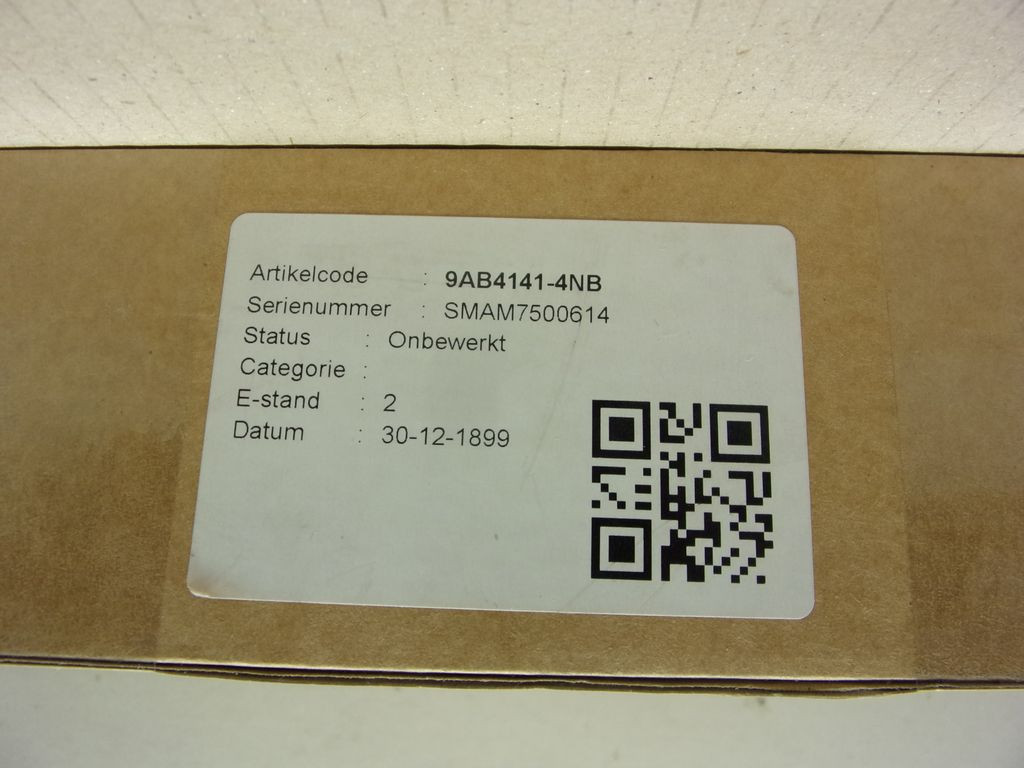 Artikelcode : 9AB4141-4NB
Serienummer : SMAM7500614
Status : Onbewerkt
Categorie :
E-stand : 2
Datum : 30-12-1899